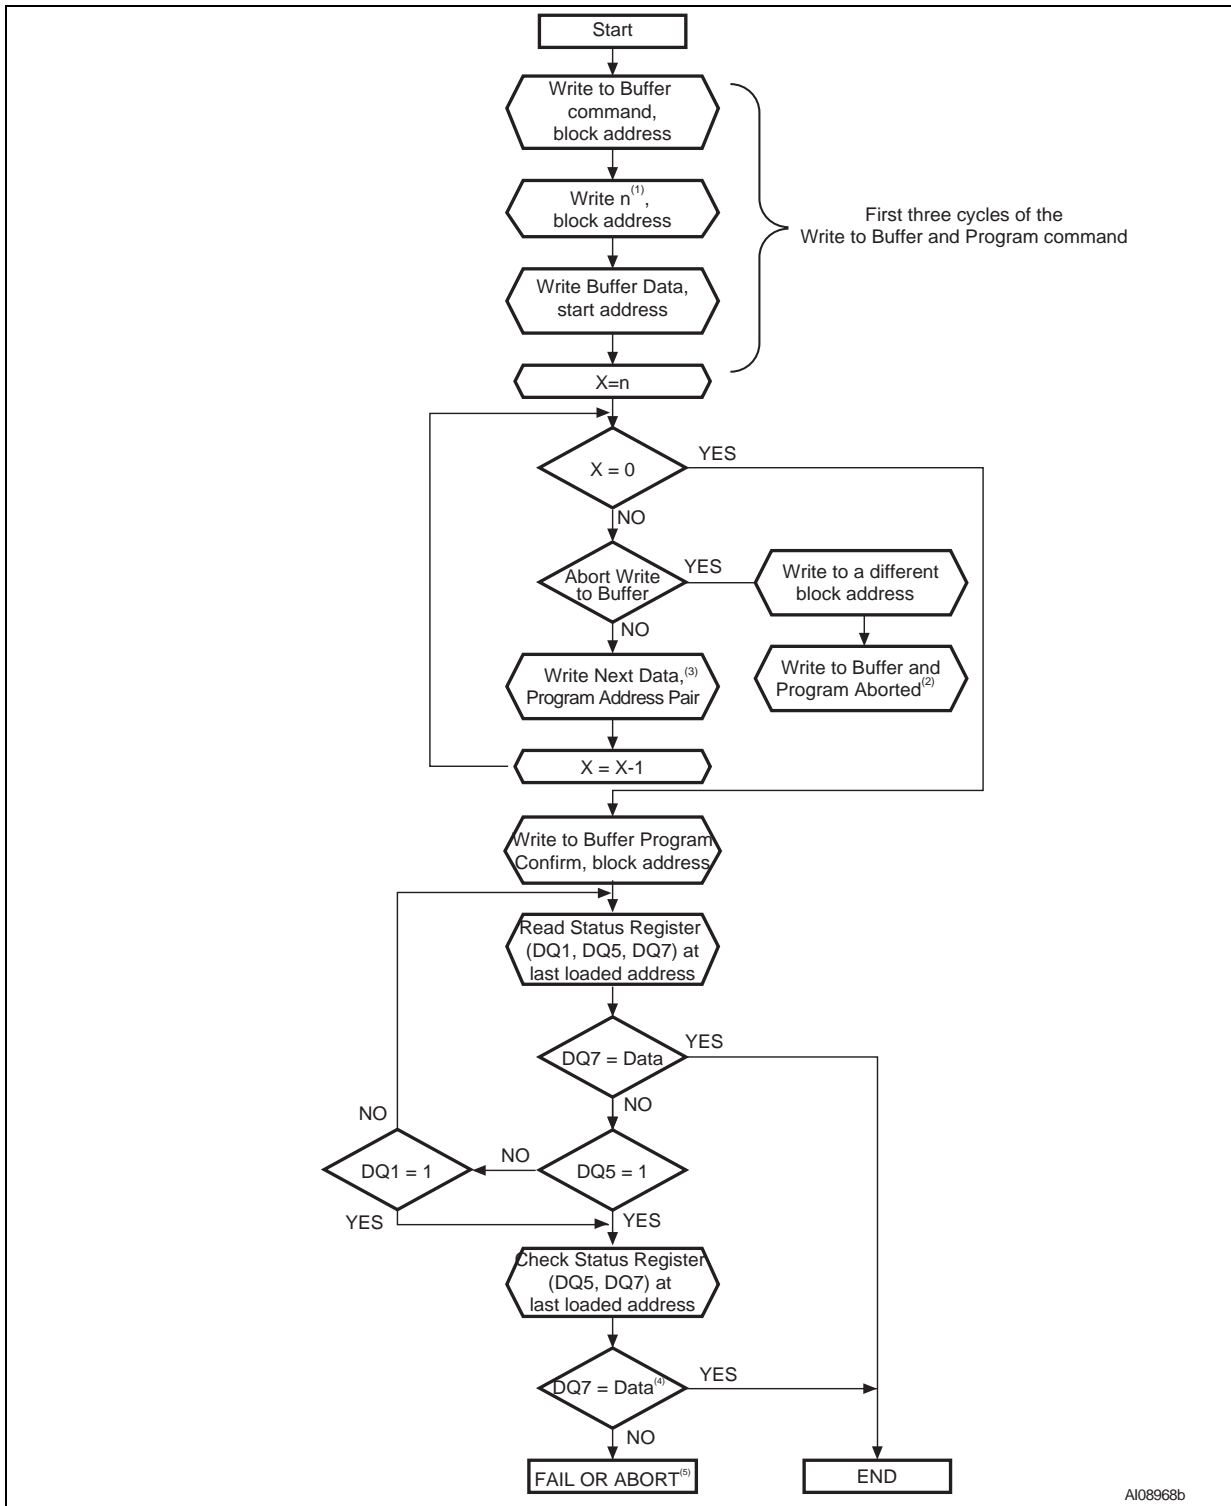 Start
Write to Buffer
command,
block address
Write n(1),
block address
First three cycles of the
Write to Buffer and Program command
Write Buffer Data,
start address
X=n
X = 0
YES
NO
Abort Write
to Buffer
YES
Write to a different
block address
NO
Write Next Data,(3)
Program Address Pair
Write to Buffer and
Program Aborted(2)
X = X-1
Write to Buffer Program
Confirm, block address
Read Status Register
(DQ1, DQ5, DQ7) at
last loaded address
DQ7 = Data
YES
NO
NO
DQ1 = 1
NO
DQ5 = 1
YES
YES
Check Status Register
(DQ5, DQ7) at
last loaded address
DQ7 = Data(4)
YES
NO
FAIL OR ABORT(5)
END
AI08968b